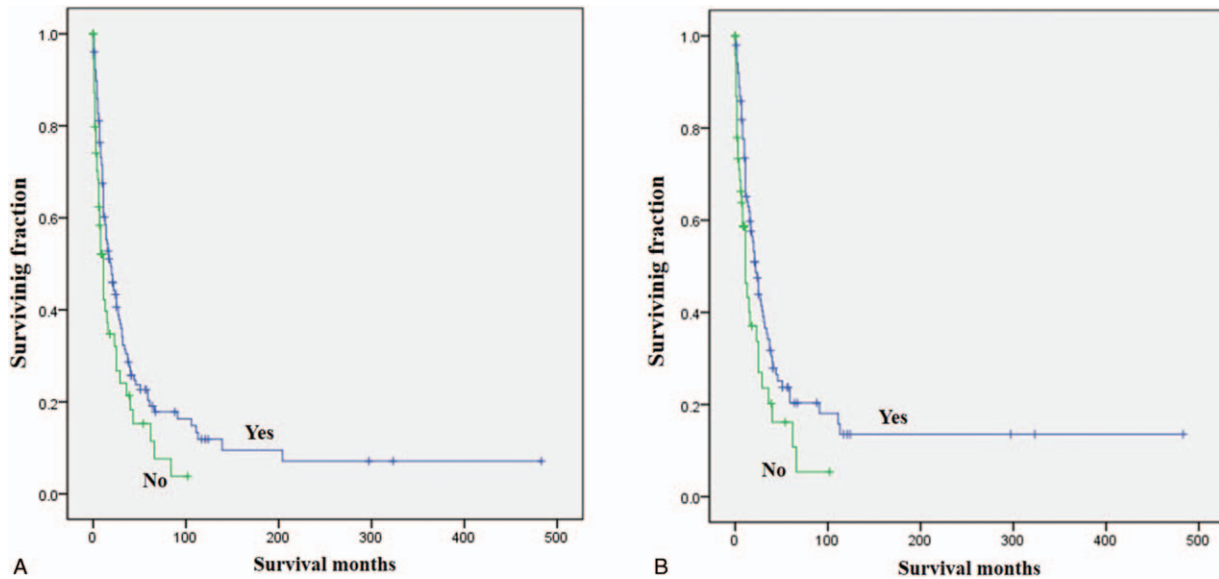 1.0
0.8
0.6
0.4
0.2
0.0
Survivinig fraction
Yes
No
0 100 200 300 400 500
Survival months
A
1.0
0.8
0.6
0.4
0.2
0.0
Surviving fraction
Yes
No
0 100 200 300 400 500
Survival months
B